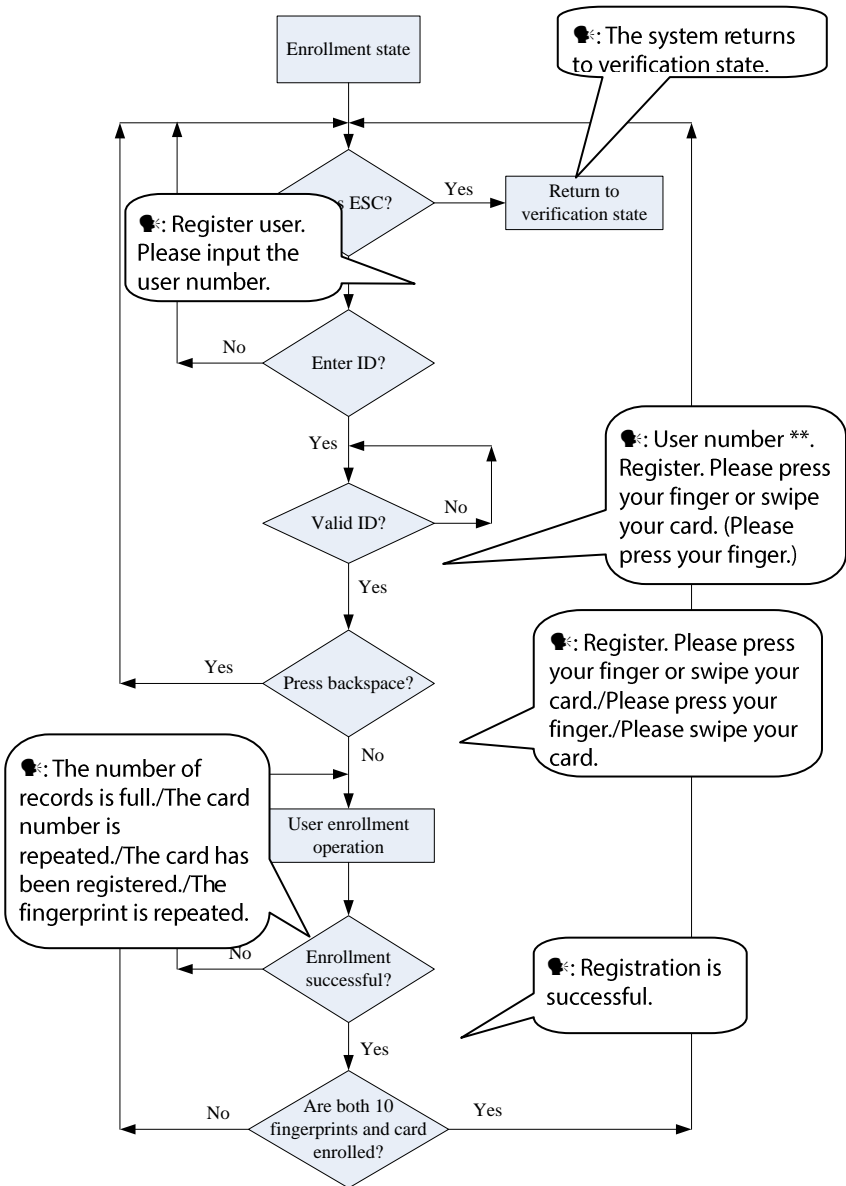 Enrollment state
🗣: The system returns
to verification state.
s ESC?
Yes
Return to
verification state
🗣: Register user.
Please input the
user number.
No
Enter ID?
Yes
🗣: User number **.
Register. Please press
your finger or swipe
your card. (Please
press your finger.)
Valid ID?
No
Yes
🗣: Register. Please press
your finger or swipe your
card./Please press your
finger./Please swipe your
card.
Yes
Press backspace?
No
🗣: The number of
records is full./The card
number is
repeated./The card has
been registered./The
fingerprint is repeated.
User enrollment
operation
No
Enrollment
successful?
🗣: Registration is
successful.
Yes
No
Are both 10
fingerprints and card
enrolled?
Yes